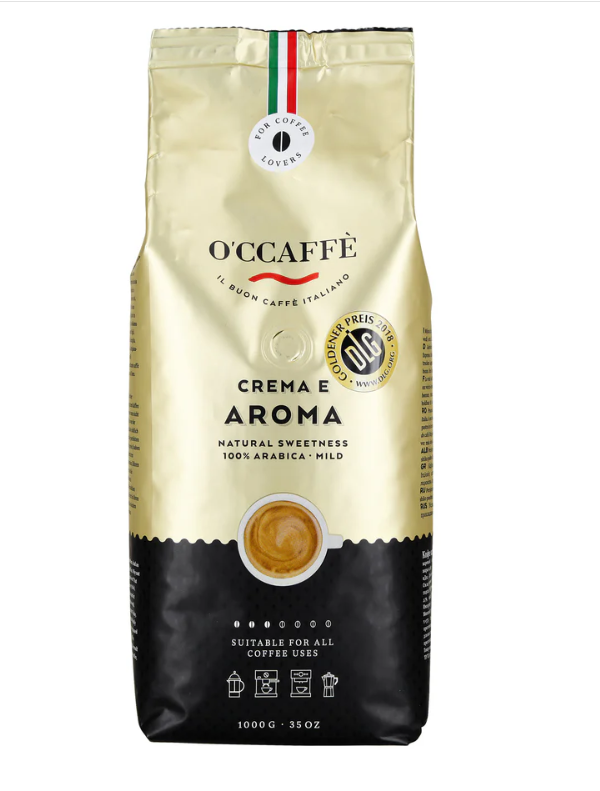 FOR COFFEE
LOVERS
O'CCAFFÈ
IL BUON CAFFÈ ITALIANO
GOLDENER PREIS 2018
DLG
WWW.DLG.ORG
CREMA E
AROMA
NATURAL SWEETNESS
100% ARABICA · MILD
SUITABLE FOR ALL
COFFEE USES
1000 G · 35 OZ